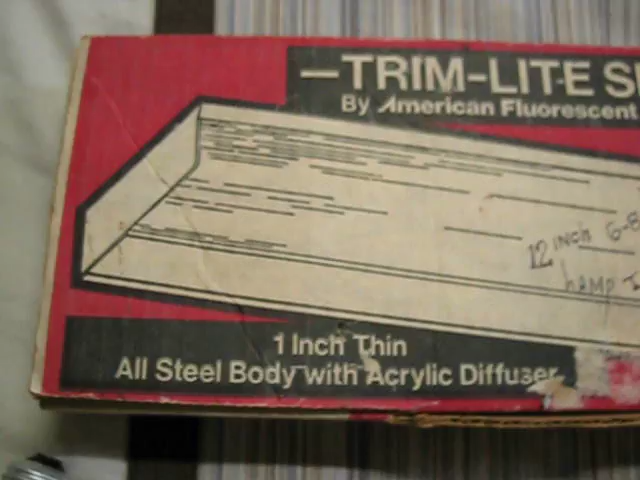 —TRIM-LITE
By American Fluorescent
12 INCH
1 Inch Thin
All Steel Body with Acrylic Diffuser